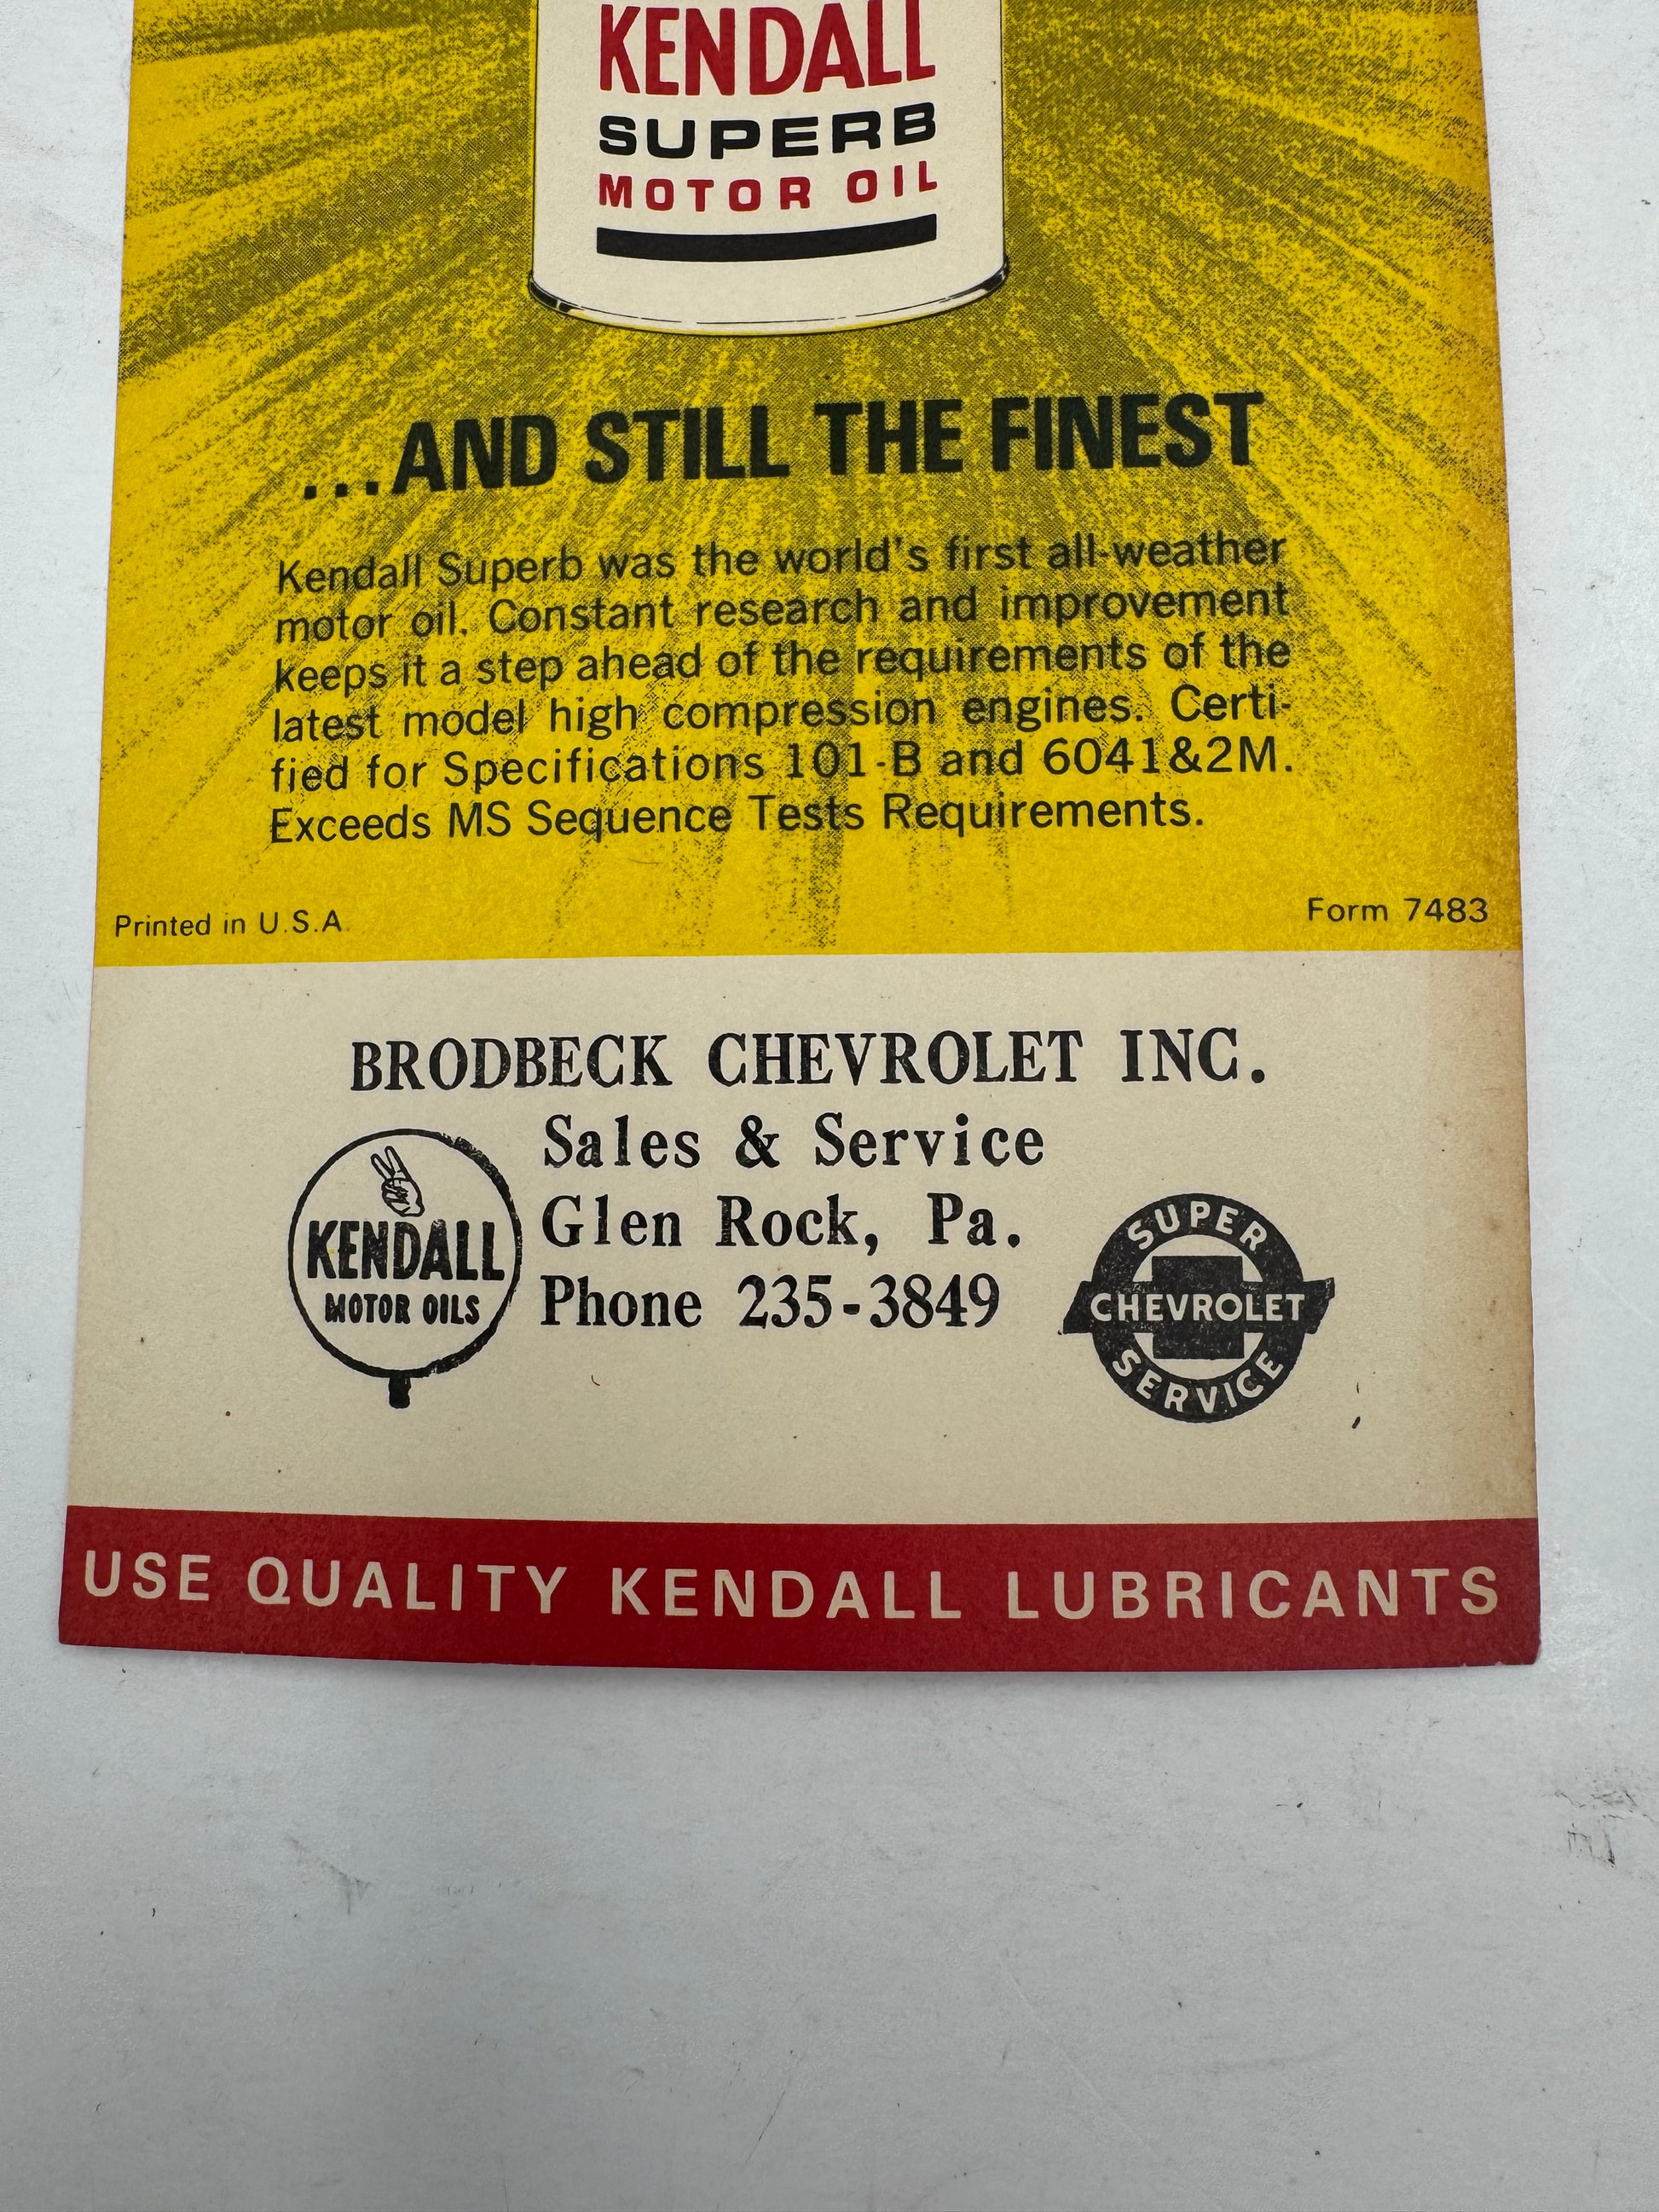 KENDALL
SUPERB
MOTOR OIL
...AND STILL THE FINEST
Kendall Superb was the world's first all-weather
motor oil. Constant research and improvement
keeps it a step ahead of the requirements of the
latest model high compression engines. Certi-
fied for Specifications 101-B and 6041&2M.
Exceeds MS Sequence Tests Requirements.
Printed in U.S.A.
Form 7483
BRODBECK CHEVROLET INC.
Sales & Service
Glen Rock, Pa.
Phone 235-3849
KENDALL
MOTOR OILS
SUPER
CHEVROLET
SERVICE
USE QUALITY KENDALL LUBRICANTS